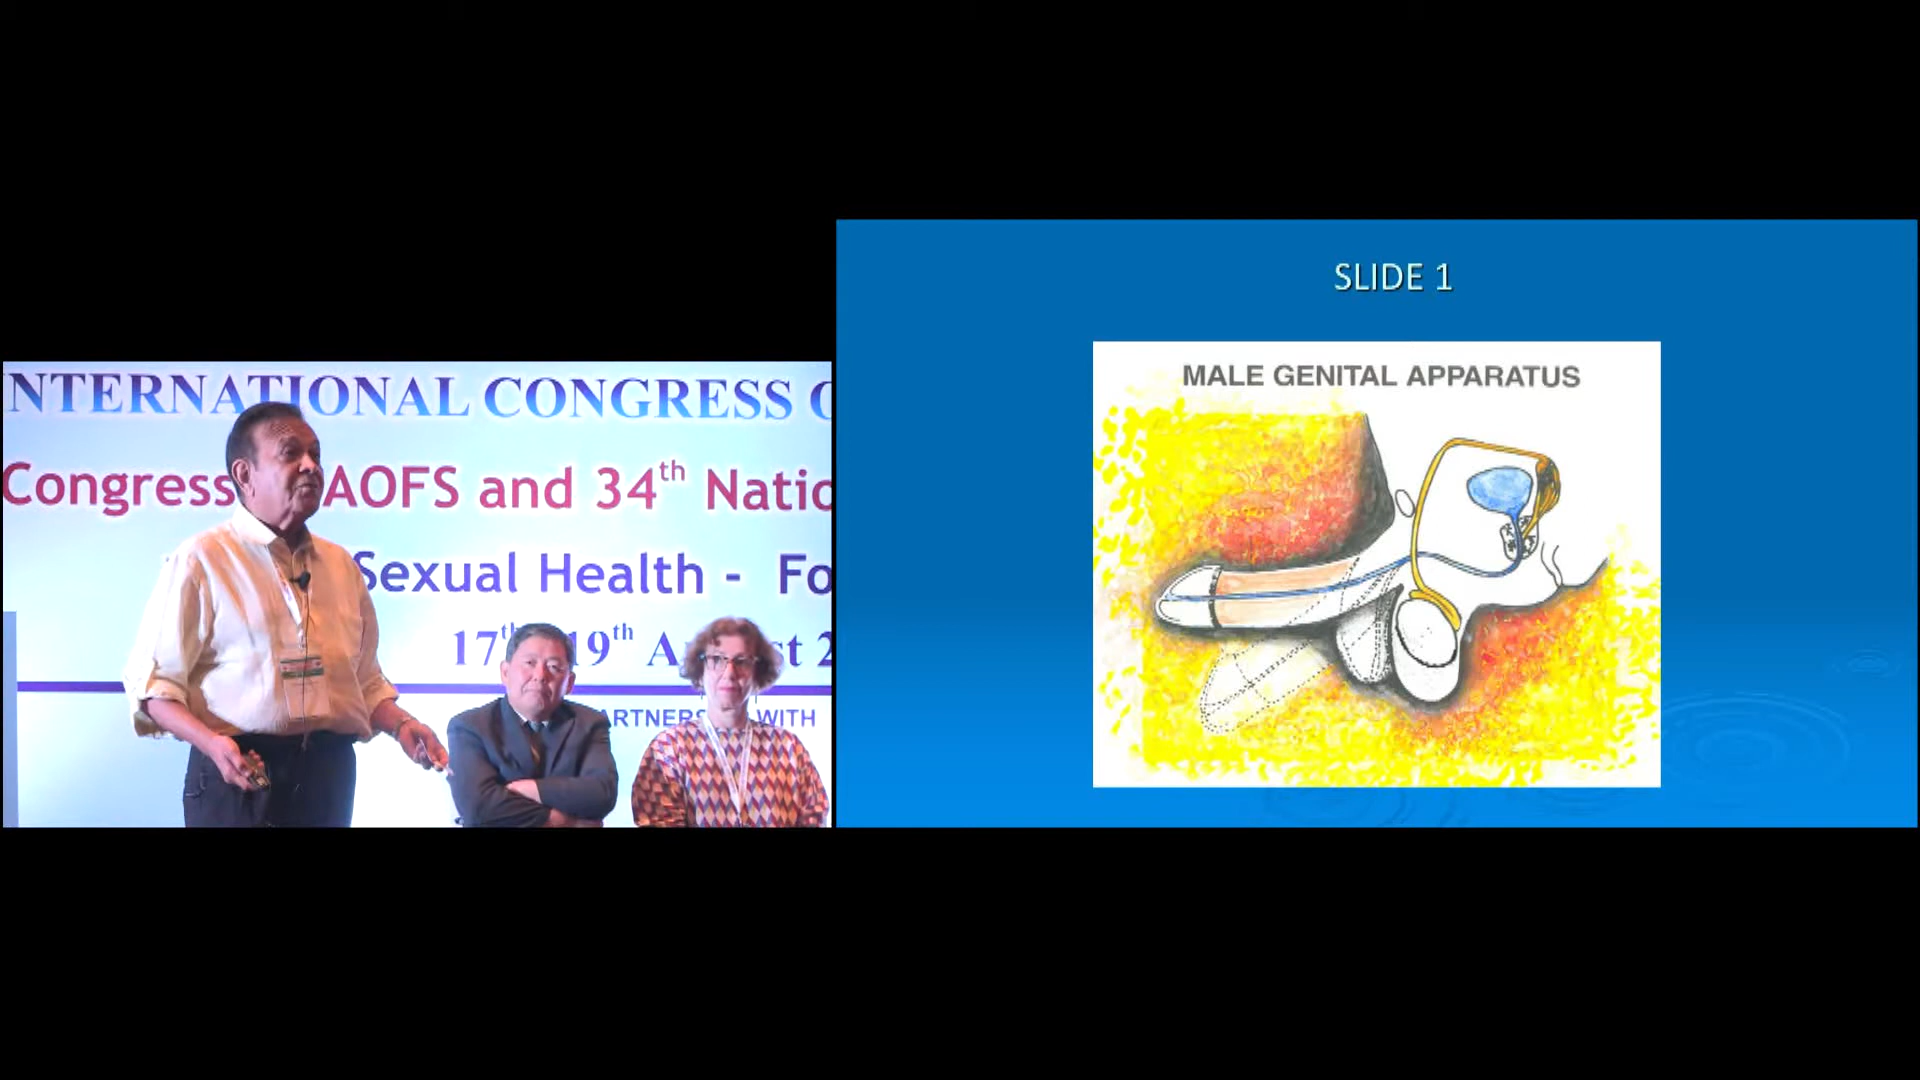 INTERNATIONAL CONGRESS
Congress AOFS and 34th Natio
Sexual Health - Fo
17th 19th A st 2
ARTNERS WITH
SLIDE 1
MALE GENITAL APPARATUS